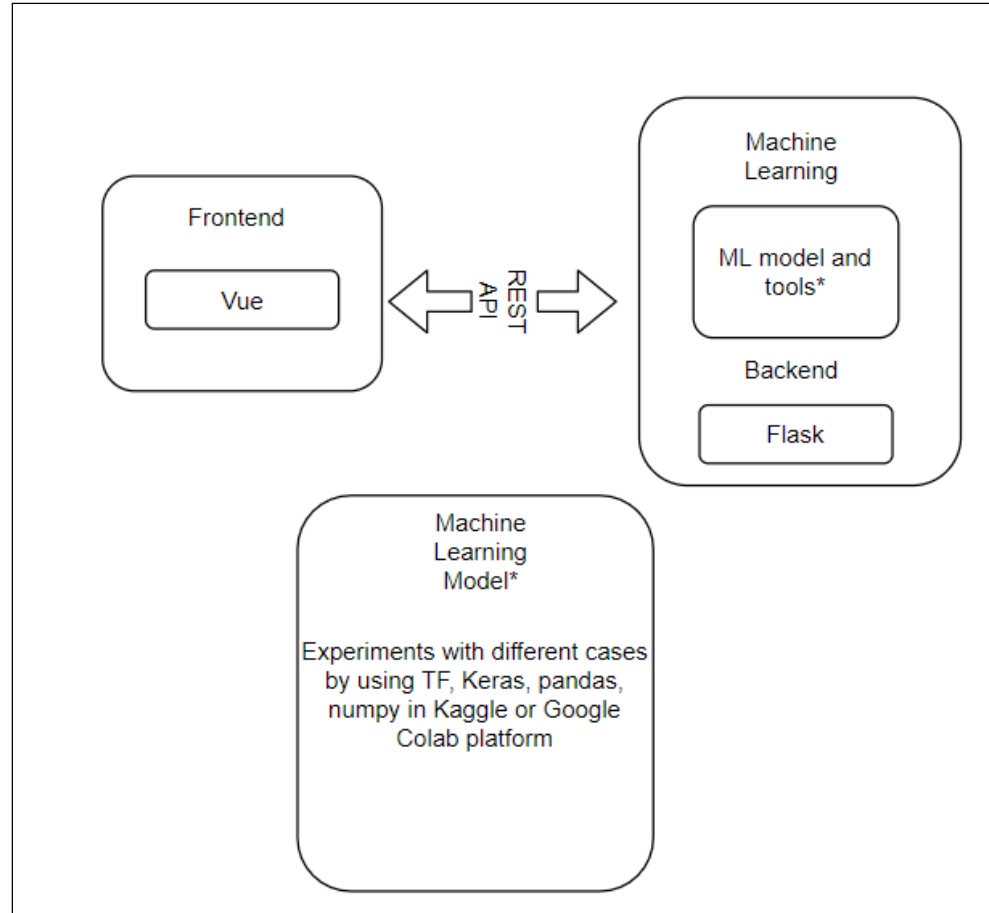 Frontend
Vue
REST
API
Machine
Learning
ML model and
tools*
Backend
Flask
Machine
Learning
Model*
Experiments with different cases
by using TF, Keras, pandas,
numpy in Kaggle or Google
Colab platform